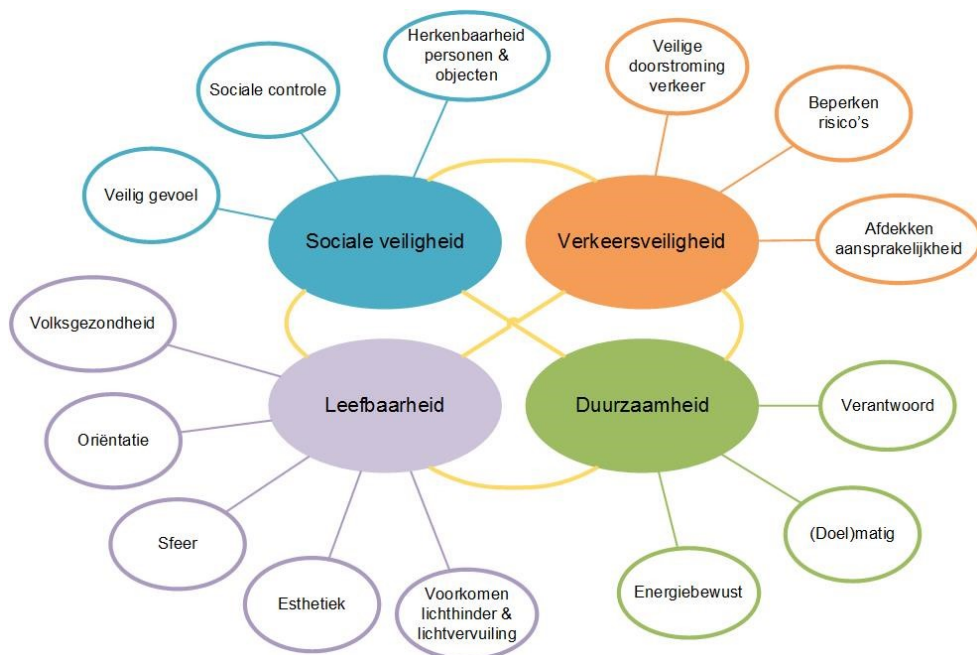 Herkenbaarheid
personen &
objecten
Veilige
doorstroming
verkeer
Sociale controle
Beperken
risico's
Veilig gevoel
Sociale veiligheid
Verkeersveiligheid
Afdekken
aansprakelijkheid
Volksgezondheid
Leefbaarheid
Duurzaamheid
Verantwoord
Oriëntatie
Sfeer
(Doel)matig
Esthetiek
Voorkomen
lichthinder &
lichtvervuiling
Energiebewust